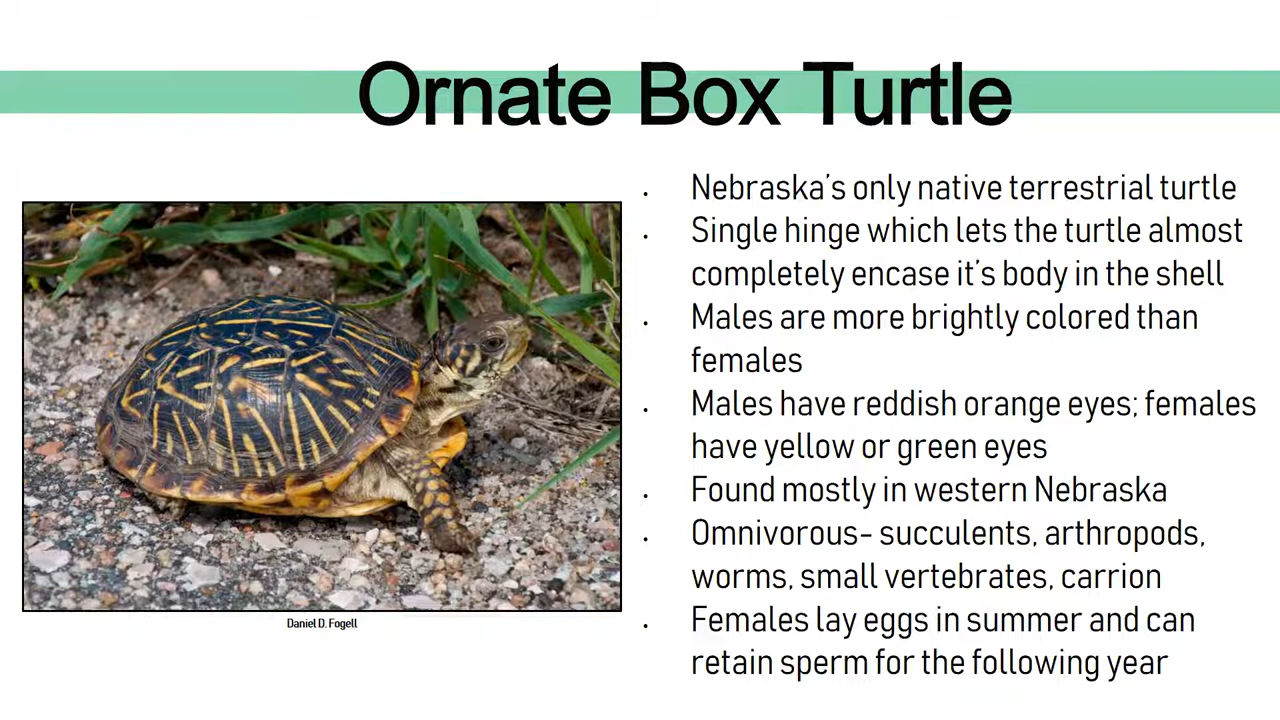 Ornate Box Turtle
. Nebraska’s only native terrestrial turtle
. Single hinge which lets the turtle almost
completely encase it’s body in the shell
. Males are more brightly colored than
females
. Males have reddish orange eyes; females
have yellow or green eyes
. Found mostly in western Nebraska
. Omnivorous- succulents, arthropods,
worms, small vertebrates, carrion
. Females lay eggs in summer and can
retain sperm for the following year
Daniel D. Fogell